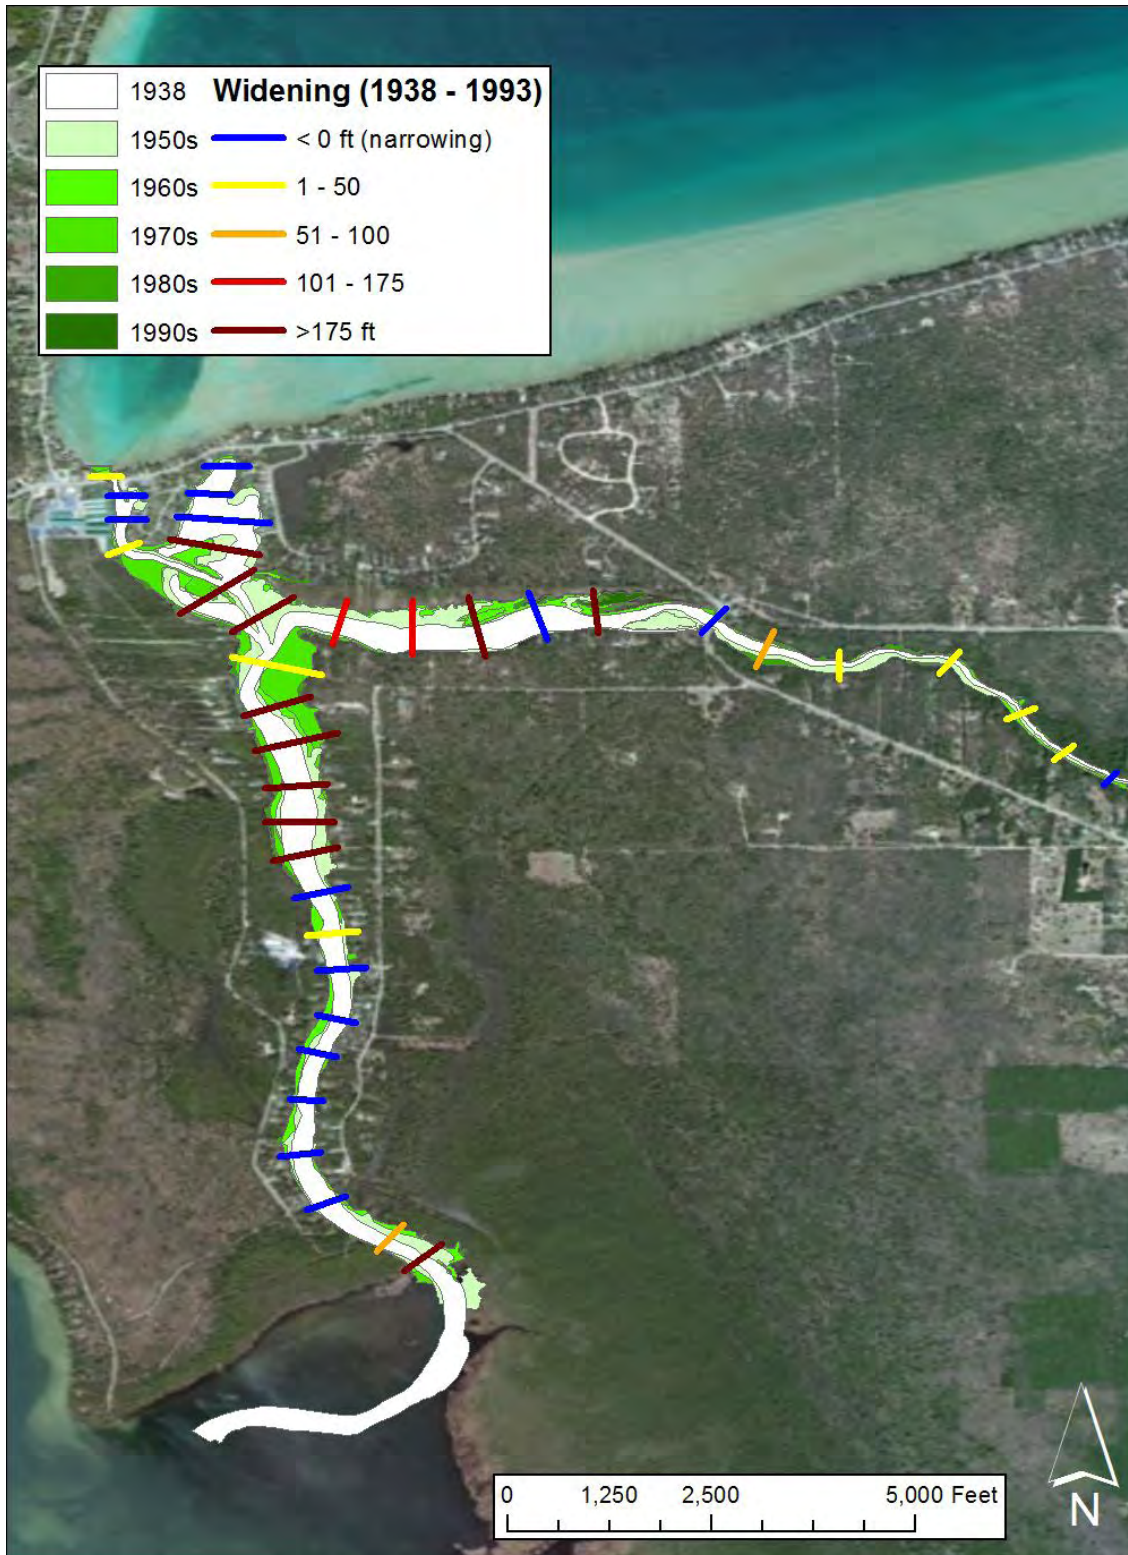 1938 Widening (1938 - 1993)
1950s < 0 ft (narrowing)
1960s 1 - 50
1970s 51 - 100
1980s 101 - 175
1990s >175 ft
N
0 1,250 2,500 5,000 Feet